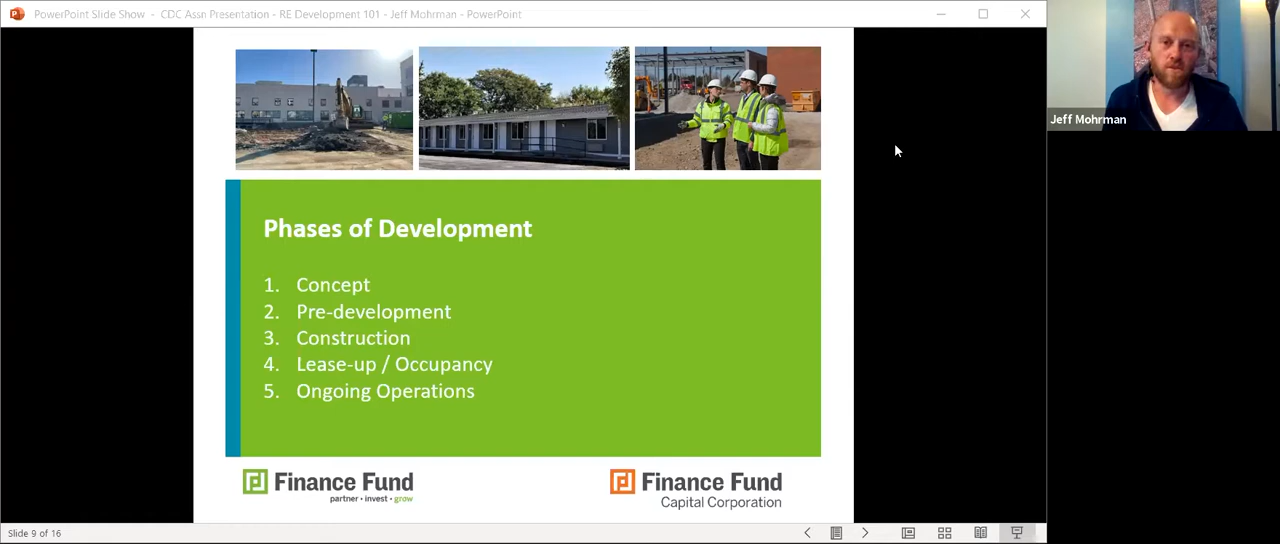 PowerPoint Slide Show - CDC Assn Presentation - RE Development 101 - Jeff Mohrman - PowerPoint
Jeff Mohrman
Phases of Development
1. Concept
2. Pre-development
3. Construction
4. Lease-up / Occupancy
5. Ongoing Operations
Finance Fund
partner • invest • grow
Finance Fund
Capital Corporation
Slide 9 of 16